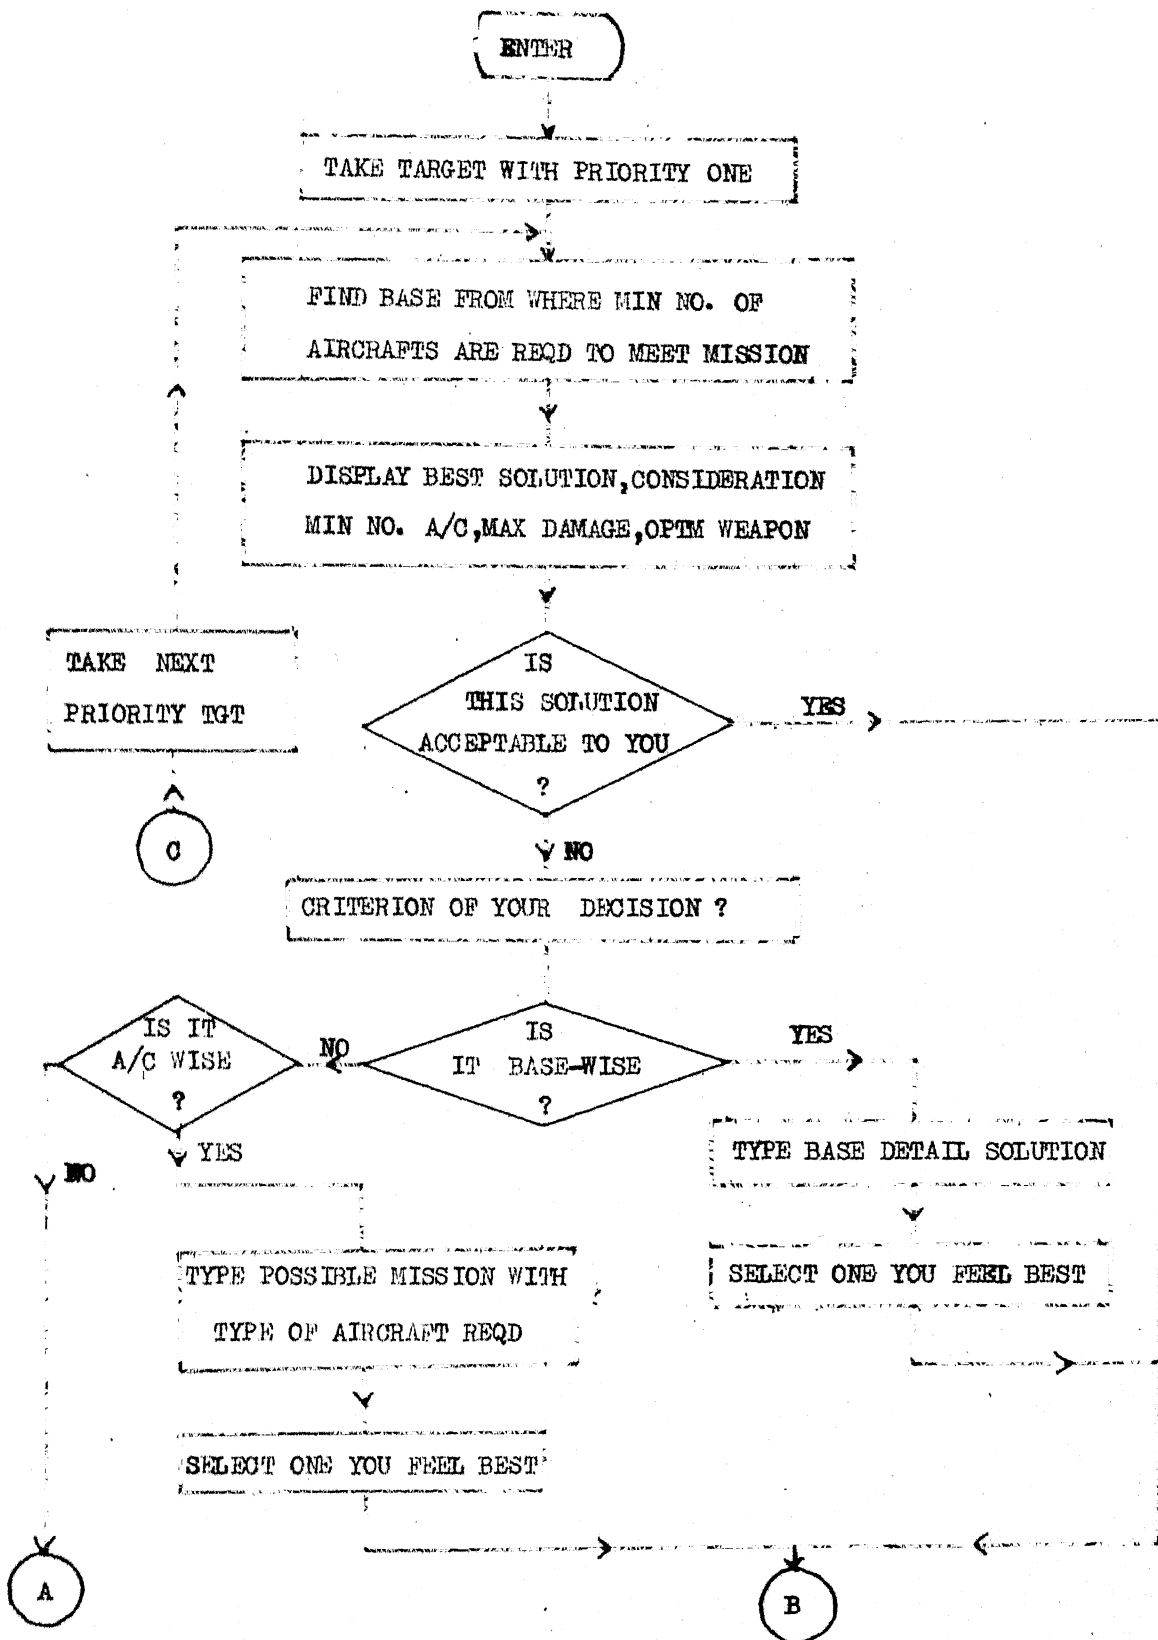 ENTER
TAKE TARGET WITH PRIORITY ONE
FIND BASE FROM WHERE MIN NO. OF
AIRCRAFTS ARE REQD TO MEET MISSION
DISPLAY BEST SOLUTION,CONSIDERATION
MIN NO. A/C,MAX DAMAGE,OPTM WEAPON
TAKE NEXT
PRIORITY TGT
C
IS
THIS SOLUTION
ACCEPTABLE TO YOU
?
YES
NO
CRITERION OF YOUR DECISION ?
IS IT
A/C WISE
?
NO
IS
IT BASE-WISE
?
YES
NO
YES
TYPE BASE DETAIL SOLUTION
SELECT ONE YOU FEEL BEST
TYPE POSSIBLE MISSION WITH
TYPE OF AIRCRAFT REQD
SELECT ONE YOU FEEL BEST
A
B